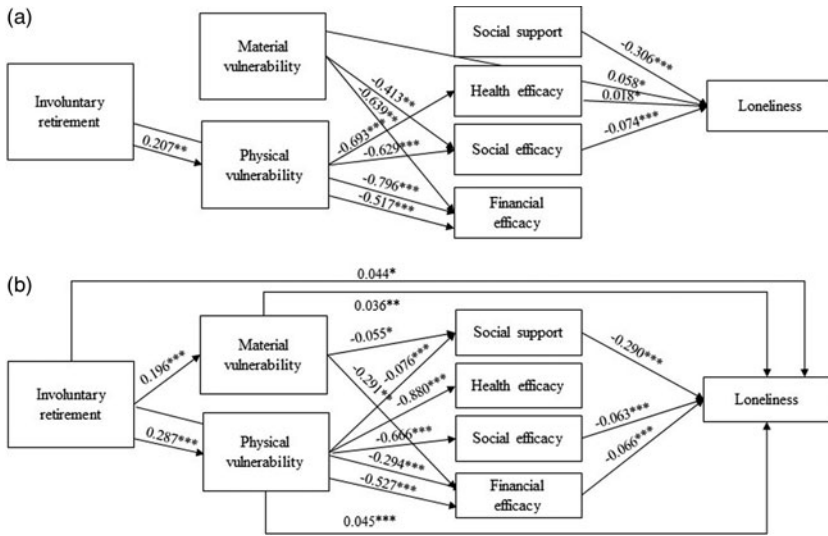 (a)
Material
vulnerability
Social support
Involuntary
retirement
Health efficacy
Loneliness
Physical
vulnerability
Social efficacy
Financial
efficacy
0.207**
-0.413**
-0.639**
-0.693***
-0.629***
-0.796***
-0.517***
-0.306***
0.058*
0.018*
-0.074***
(b)
0.044*
0.036**
Material
vulnerability
Social support
Involuntary
retirement
Health efficacy
Loneliness
Physical
vulnerability
Social efficacy
Financial
efficacy
0.196***
0.287***
-0.055*
-0.076***
-0.291**
-0.880***
-0.666***
-0.294***
-0.527***
-0.290***
-0.063***
-0.066***
0.045***